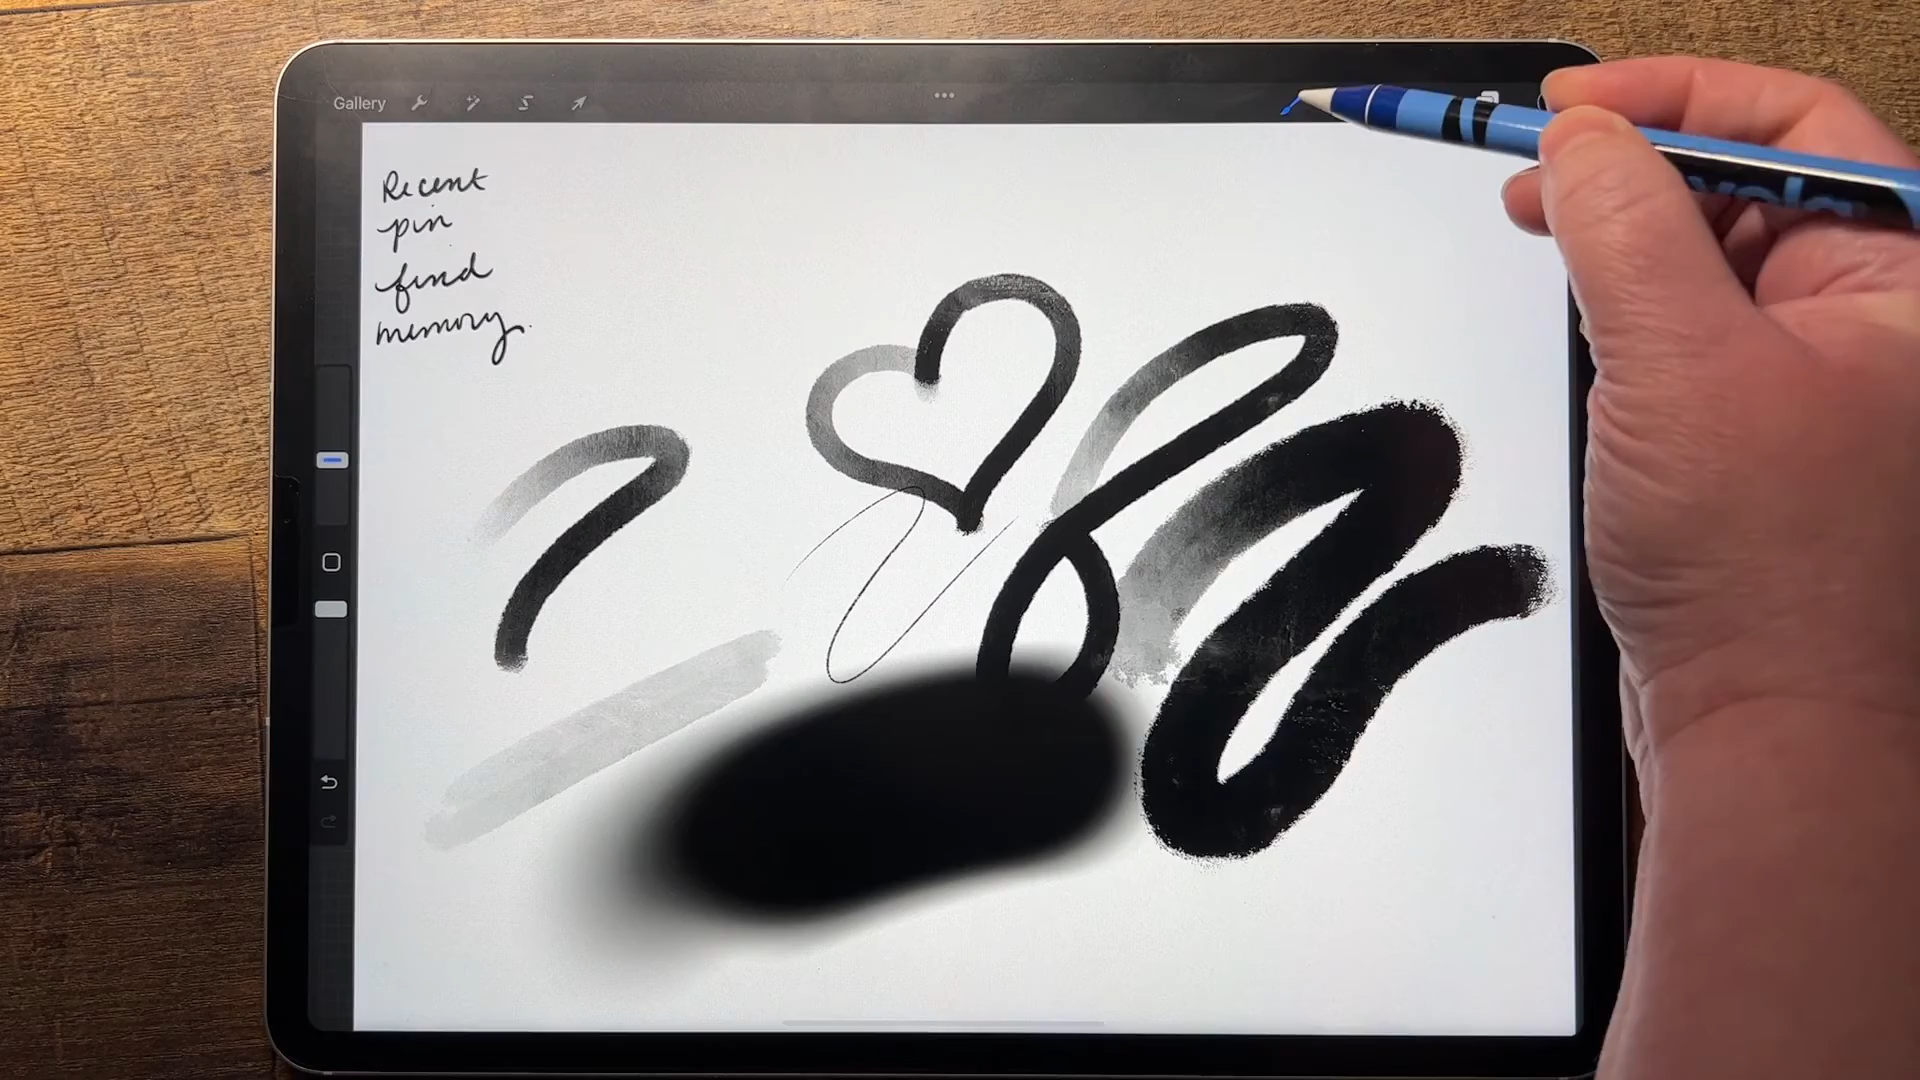 Gallery
Recent
pin
find
memory.